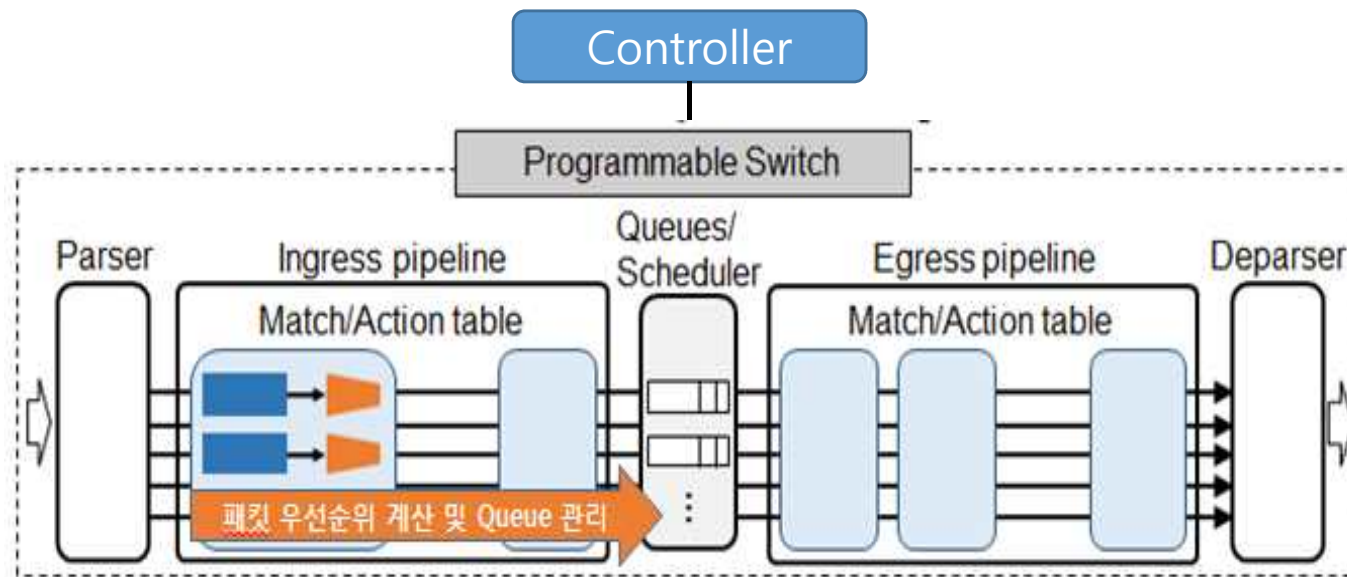 Controller
Programmable Switch
Parser
Ingress pipeline
Queues/
Scheduler
Egress pipeline
Deparser
Match/Action table
Match/Action table
패킷 우선순위 계산 및 Queue 관리